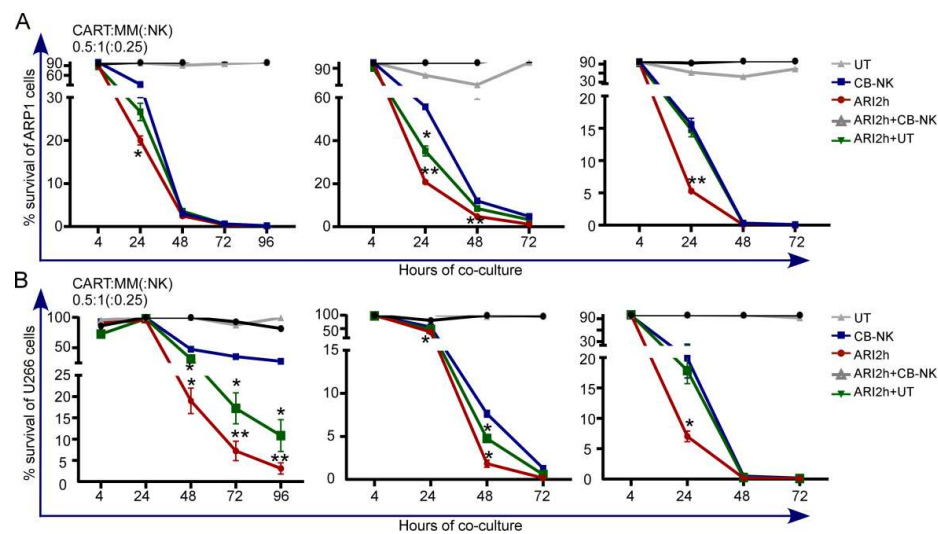 A
CART:MM(:NK)
0.5:1(:0.25)
% survival of ARP1 cells
90
60
30
20
10
0
4 24 48 72 96
90
60
40
20
0
4 24 48 72
90
60
30
20
15
10
5
0
4 24 48 72
* * ** ** **
Hours of co-culture
UT
CB-NK
ARI2h
ARI2h+CB-NK
ARI2h+UT
B
CART:MM(:NK)
0.5:1(:0.25)
% survival of U266 cells
100
50
25
20
15
10
5
0
4 24 48 72 96
100
50
15
10
5
0
4 24 48 72
90
60
30
20
15
10
5
0
4 24 48 72
* * * ** * ** * * * *
Hours of co-culture
UT
CB-NK
ARI2h
ARI2h+CB-NK
ARI2h+UT